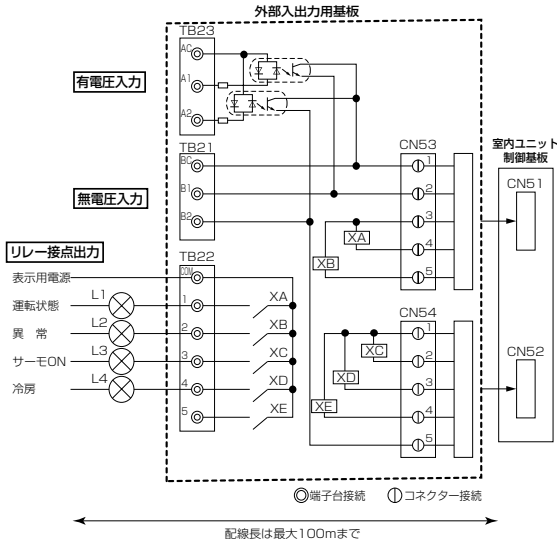 外部入出力用基板
TB23
AC
A1
A2
有電圧入力
TB21
BC
B1
B2
無電圧入力
CN53
1
2
3
4
5
XA
XB
室内ユニット
制御基板
CN51
CN52
リレー接点出力
TB22
表示用電源
COM
運転状態
L1
1
XA
異 常
L2
2
XB
サーモON
L3
3
XC
冷房
L4
4
XD
5
XE
CN54
1
2
3
4
5
XC
XD
XE
端子台接続
コネクター接続
配線長は最大100mまで